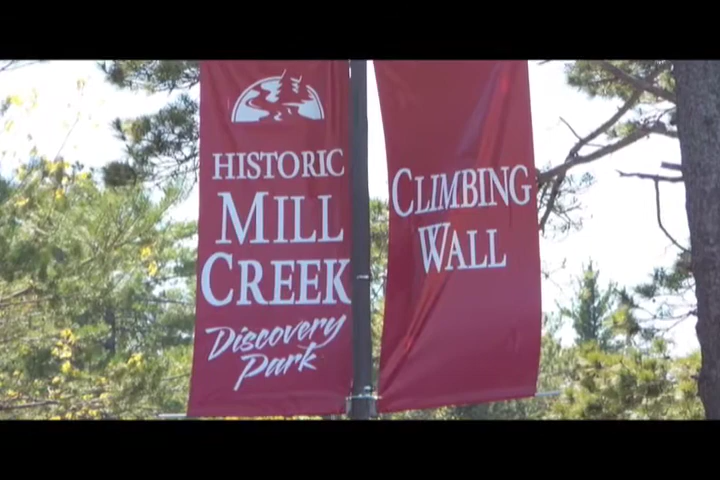 HISTORIC
MILL
CREEK
Discovery
Park
CLIMBING
WALL